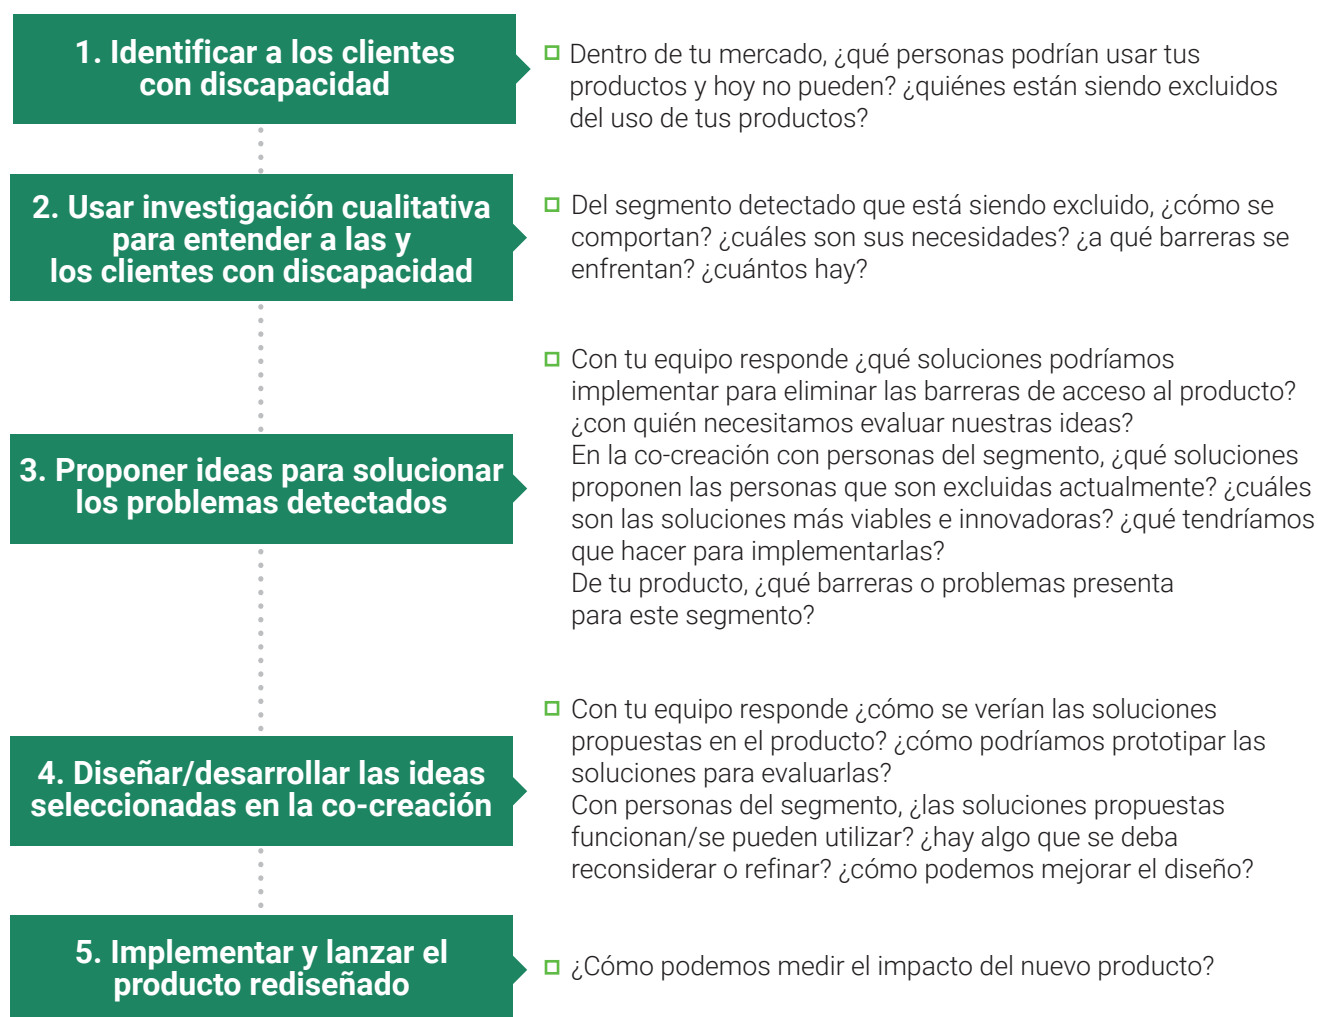 1. Identificar a los clientes
con discapacidad
Dentro de tu mercado, ¿qué personas podrían usar tus
productos y hoy no pueden? ¿quiénes están siendo excluidos
del uso de tus productos?
2. Usar investigación cualitativa
para entender a las y
los clientes con discapacidad
Del segmento detectado que está siendo excluido, ¿cómo se
comportan? ¿cuáles son sus necesidades? ¿a qué barreras se
enfrentan? ¿cuántos hay?
3. Proponer ideas para solucionar
los problemas detectados
Con tu equipo responde ¿qué soluciones podríamos
implementar para eliminar las barreras de acceso al producto?
¿con quién necesitamos evaluar nuestras ideas?
En la co-creación con personas del segmento, ¿qué soluciones
proponen las personas que son excluidas actualmente? ¿cuáles
son las soluciones más viables e innovadoras? ¿qué tendríamos
que hacer para implementarlas?
De tu producto, ¿qué barreras o problemas presenta
para este segmento?
4. Diseñar/desarrollar las ideas
seleccionadas en la co-creación
Con tu equipo responde ¿cómo se verían las soluciones
propuestas en el producto? ¿cómo podríamos prototipar las
soluciones para evaluarlas?
Con personas del segmento, ¿las soluciones propuestas
funcionan/se pueden utilizar? ¿hay algo que se deba
reconsiderar o refinar? ¿cómo podemos mejorar el diseño?
5. Implementar y lanzar el
producto rediseñado
¿Cómo podemos medir el impacto del nuevo producto?